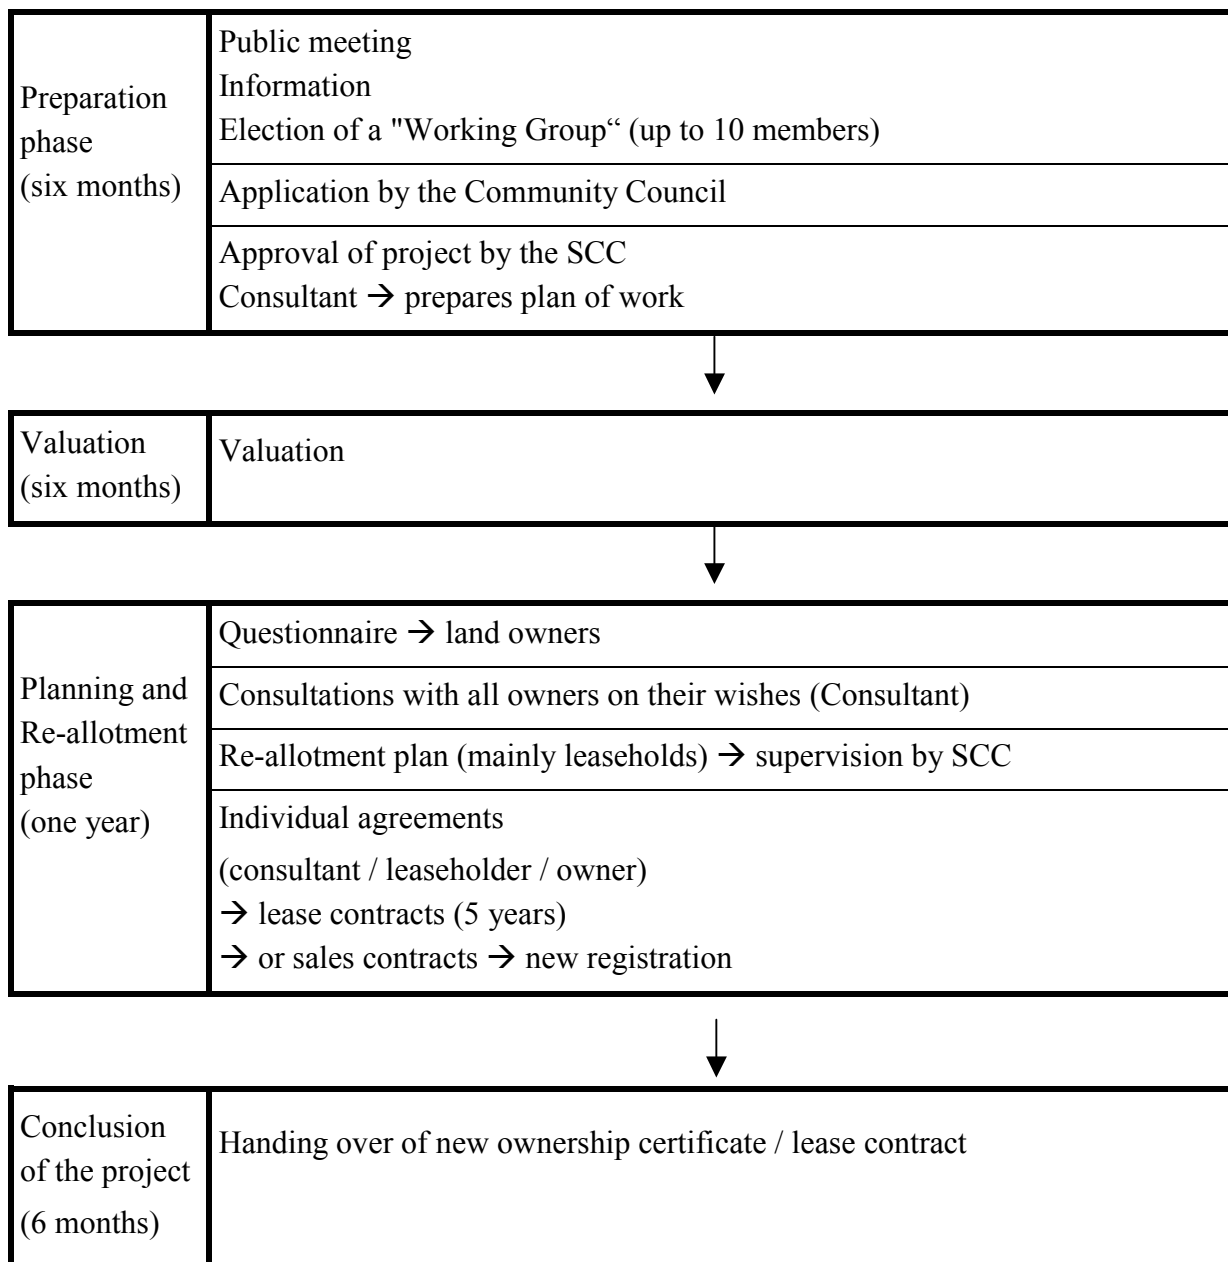 Preparation
phase
(six months)
Public meeting
Information
Election of a "Working Group“ (up to 10 members)
Application by the Community Council
Approval of project by the SCC
Consultant → prepares plan of work
Valuation
(six months)
Valuation
Planning and
Re-allotment
phase
(one year)
Questionnaire → land owners
Consultations with all owners on their wishes (Consultant)
Re-allotment plan (mainly leaseholds) → supervision by SCC
Individual agreements
(consultant / leaseholder / owner)
→ lease contracts (5 years)
→ or sales contracts → new registration
Conclusion
of the project
(6 months)
Handing over of new ownership certificate / lease contract